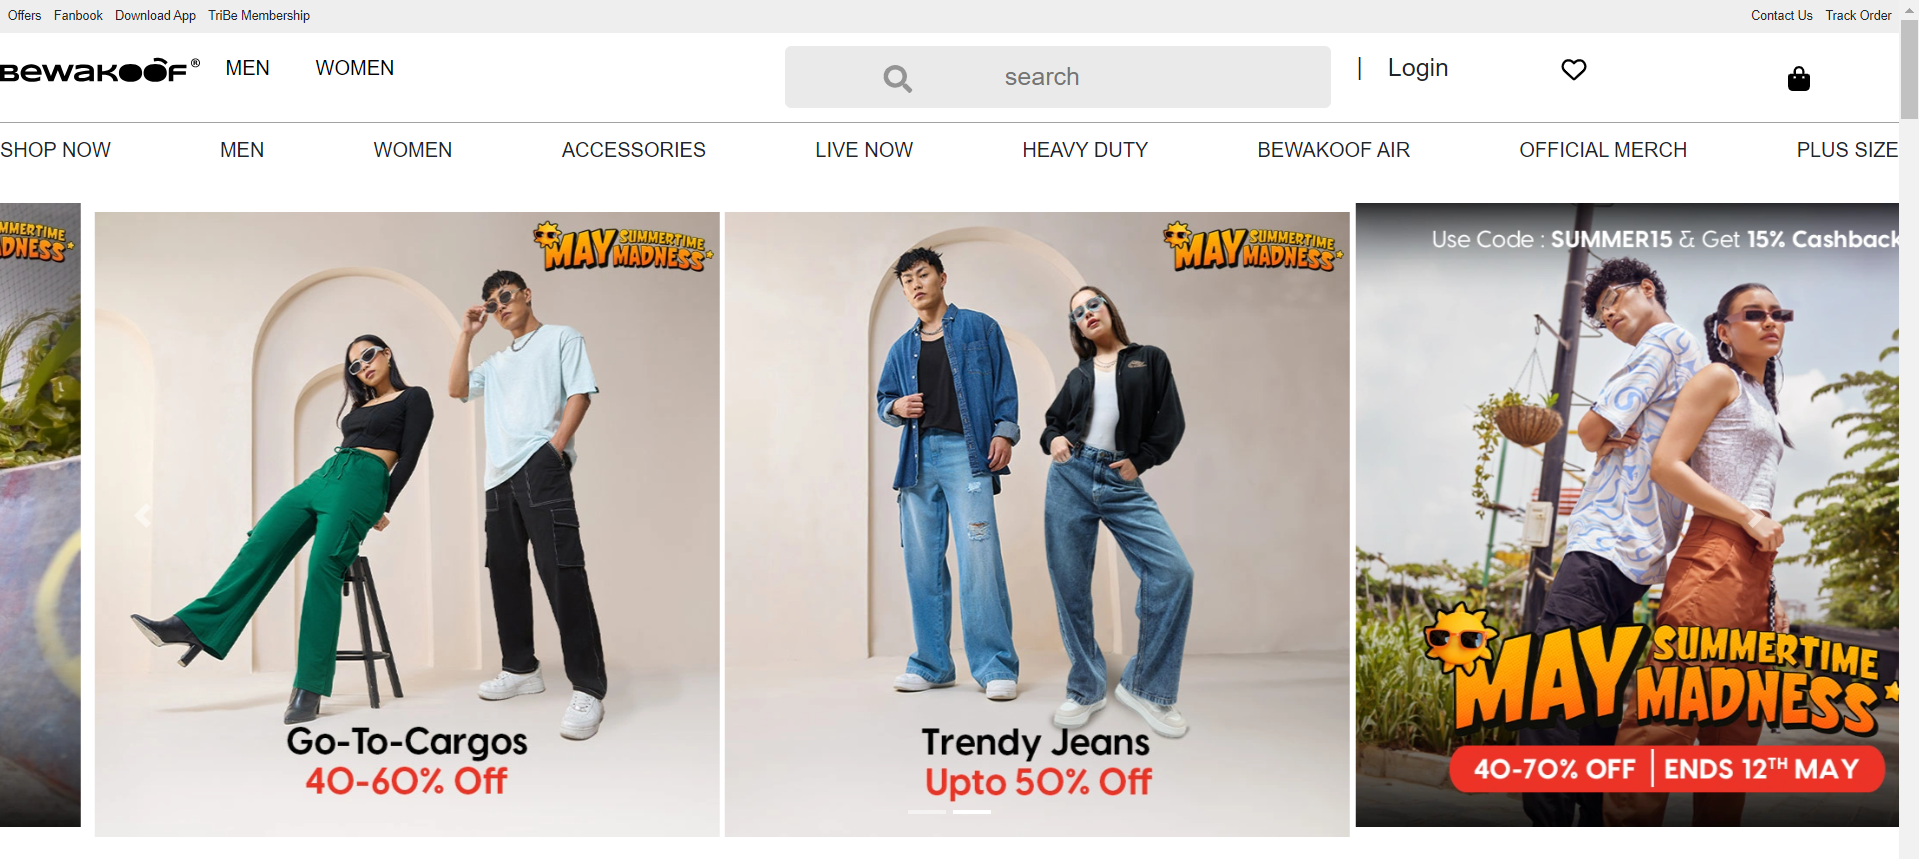 Offers Fanbook Download App TriBe Membership Contact Us Track Order
BEWAKOOF® MEN WOMEN search | Login
SHOP NOW MEN WOMEN ACCESSORIES LIVE NOW HEAVY DUTY BEWAKOOF AIR OFFICIAL MERCH PLUS SIZE
MAY SUMMERTIME MADNESS
Go-To-Cargos
40-60% Off
MAY SUMMERTIME MADNESS
Trendy Jeans
Upto 50% Off
Use Code : SUMMER15 & Get 15% Cashback
MAY SUMMERTIME
MADNESS
40-70% OFF | ENDS 12TH MAY